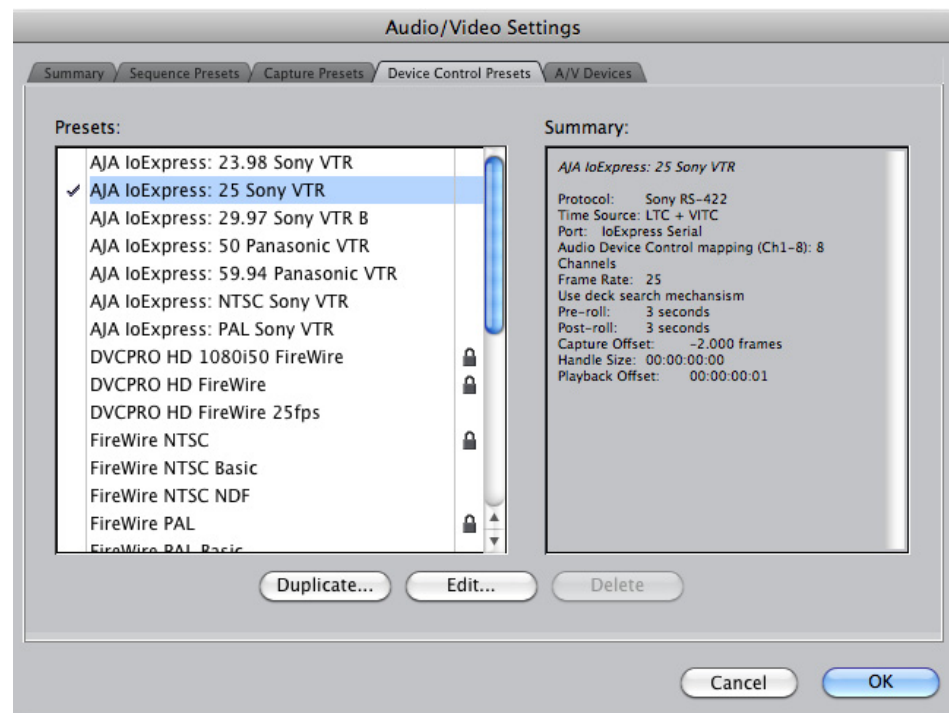 Audio/Video Settings
Summary
Sequence Presets
Capture Presets
Device Control Presets
A/V Devices
Presets:
AJA IoExpress: 23.98 Sony VTR
AJA IoExpress: 25 Sony VTR
AJA IoExpress: 29.97 Sony VTR B
AJA IoExpress: 50 Panasonic VTR
AJA IoExpress: 59.94 Panasonic VTR
AJA IoExpress: NTSC Sony VTR
AJA IoExpress: PAL Sony VTR
DVCPRO HD 1080i50 FireWire
DVCPRO HD FireWire
DVCPRO HD FireWire 25fps
FireWire NTSC
FireWire NTSC Basic
FireWire NTSC NDF
FireWire PAL
FireWire PAL Basic
Summary:
AJA IoExpress: 25 Sony VTR
Protocol: Sony RS-422
Time Source: LTC + VITC
Port: IoExpress Serial
Audio Device Control mapping (Ch1-8): 8
Channels
Frame Rate: 25
Use deck search mechansism
Pre-roll: 3 seconds
Post-roll: 3 seconds
Capture Offset: -2.000 frames
Handle Size: 00:00:00:00
Playback Offset: 00:00:00:01
Duplicate...
Edit...
Delete
Cancel
OK